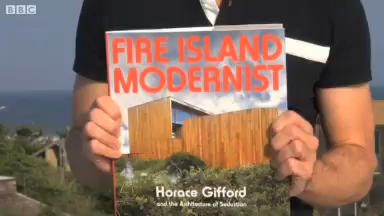 BBC
FIRE ISLAND
MODERNIST
Horace Gifford
and the Architecture of Seduction